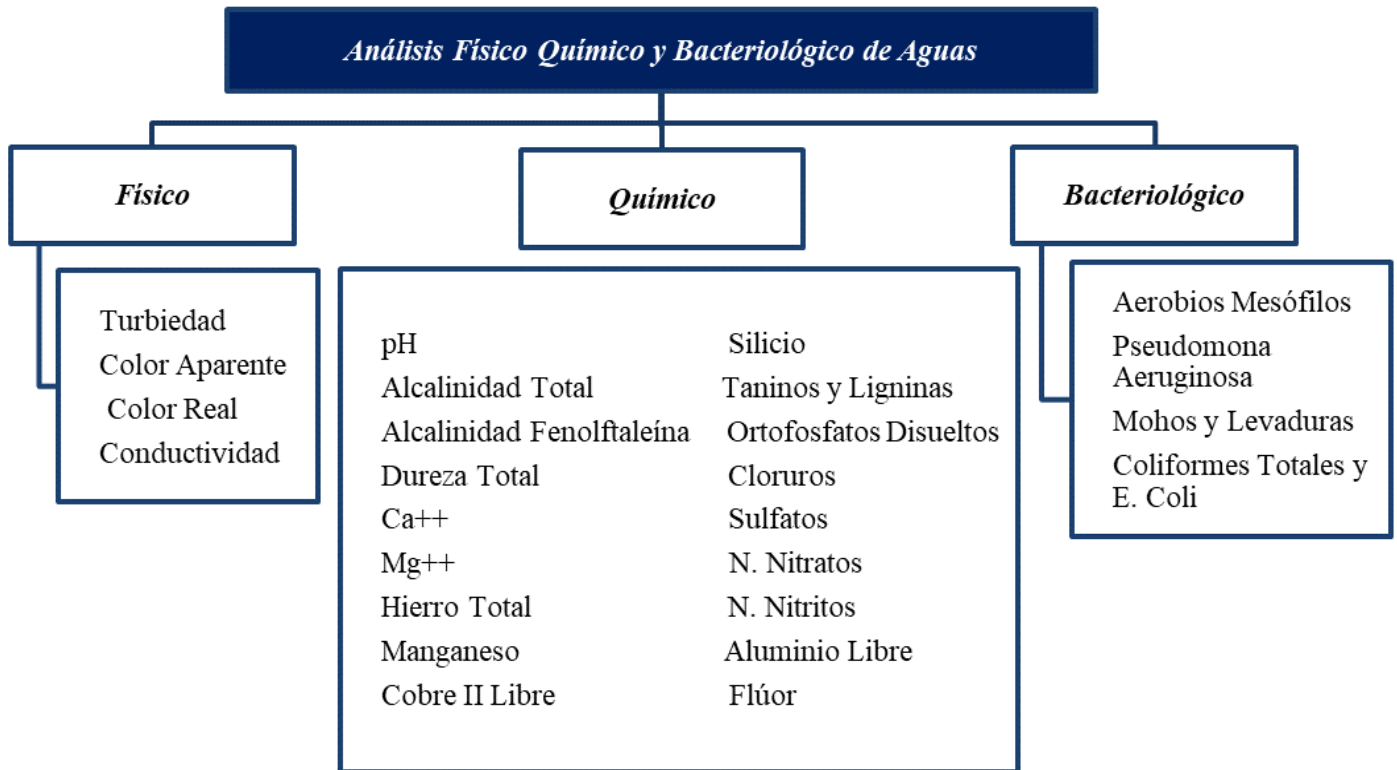 Análisis Físico Químico y Bacteriológico de Aguas
Físico
Turbiedad
Color Aparente
Color Real
Conductividad
Químico
pH
Alcalinidad Total
Alcalinidad Fenolftaleína
Dureza Total
Ca++
Mg++
Hierro Total
Manganeso
Cobre II Libre
Silicio
Taninos y Ligninas
Ortofosfatos Disueltos
Cloruros
Sulfatos
N. Nitratos
N. Nitritos
Aluminio Libre
Flúor
Bacteriológico
Aerobios Mesófilos
Pseudomona
Aeruginosa
Mohos y Levaduras
Coliformes Totales y
E. Coli